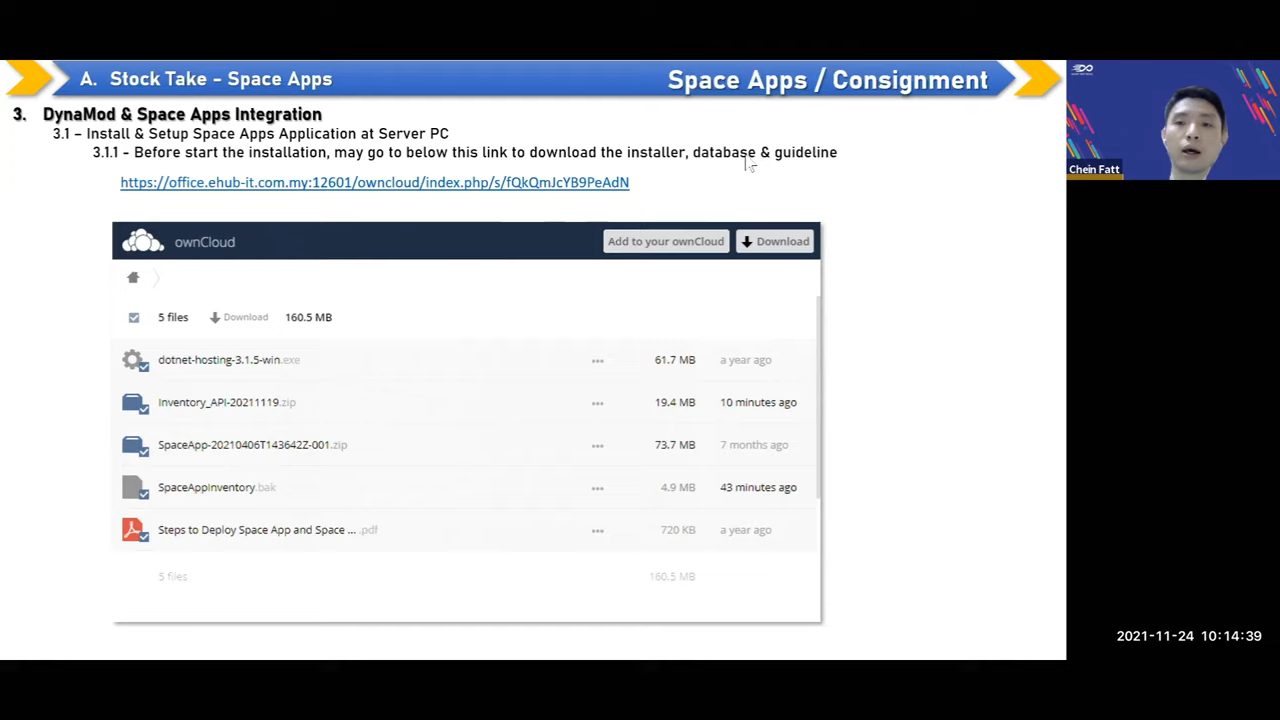 A. Stock Take - Space Apps
Space Apps / Consignment
3. DynaMod & Space Apps Integration
3.1 – Install & Setup Space Apps Application at Server PC
3.1.1 - Before start the installation, may go to below this link to download the installer, database & guideline
https://office.ehub-it.com.my:12601/owncloud/index.php/s/fQkQmJcYB9PeAdN
ownCloud
Add to your ownCloud
Download
5 files Download 160.5 MB
dotnet-hosting-3.1.5-win.exe ... 61.7 MB a year ago
Inventory_API-20211119.zip ... 19.4 MB 10 minutes ago
SpaceApp-20210406T143642Z-001.zip ... 73.7 MB 7 months ago
SpaceAppInventory.bak ... 4.9 MB 43 minutes ago
Steps to Deploy Space App and Space ... .pdf ... 720 KB a year ago
5 files 160.5 MB
Chein Fatt
2021-11-24 10:14:39